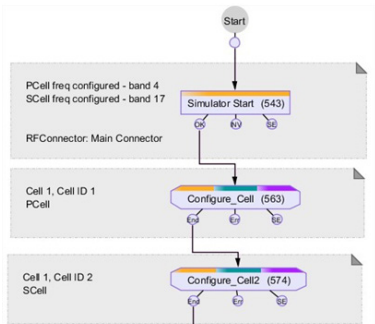 Start
PCell freq configured - band 4
SCell freq configured - band 17
Simulator Start (543)
OK INV SE
RFConnector: Main Connector
Cell 1, Cell ID 1
PCell
Configure_Cell (563)
End Err SE
Cell 1, Cell ID 2
SCell
Configure_Cell2 (574)
End Err SE